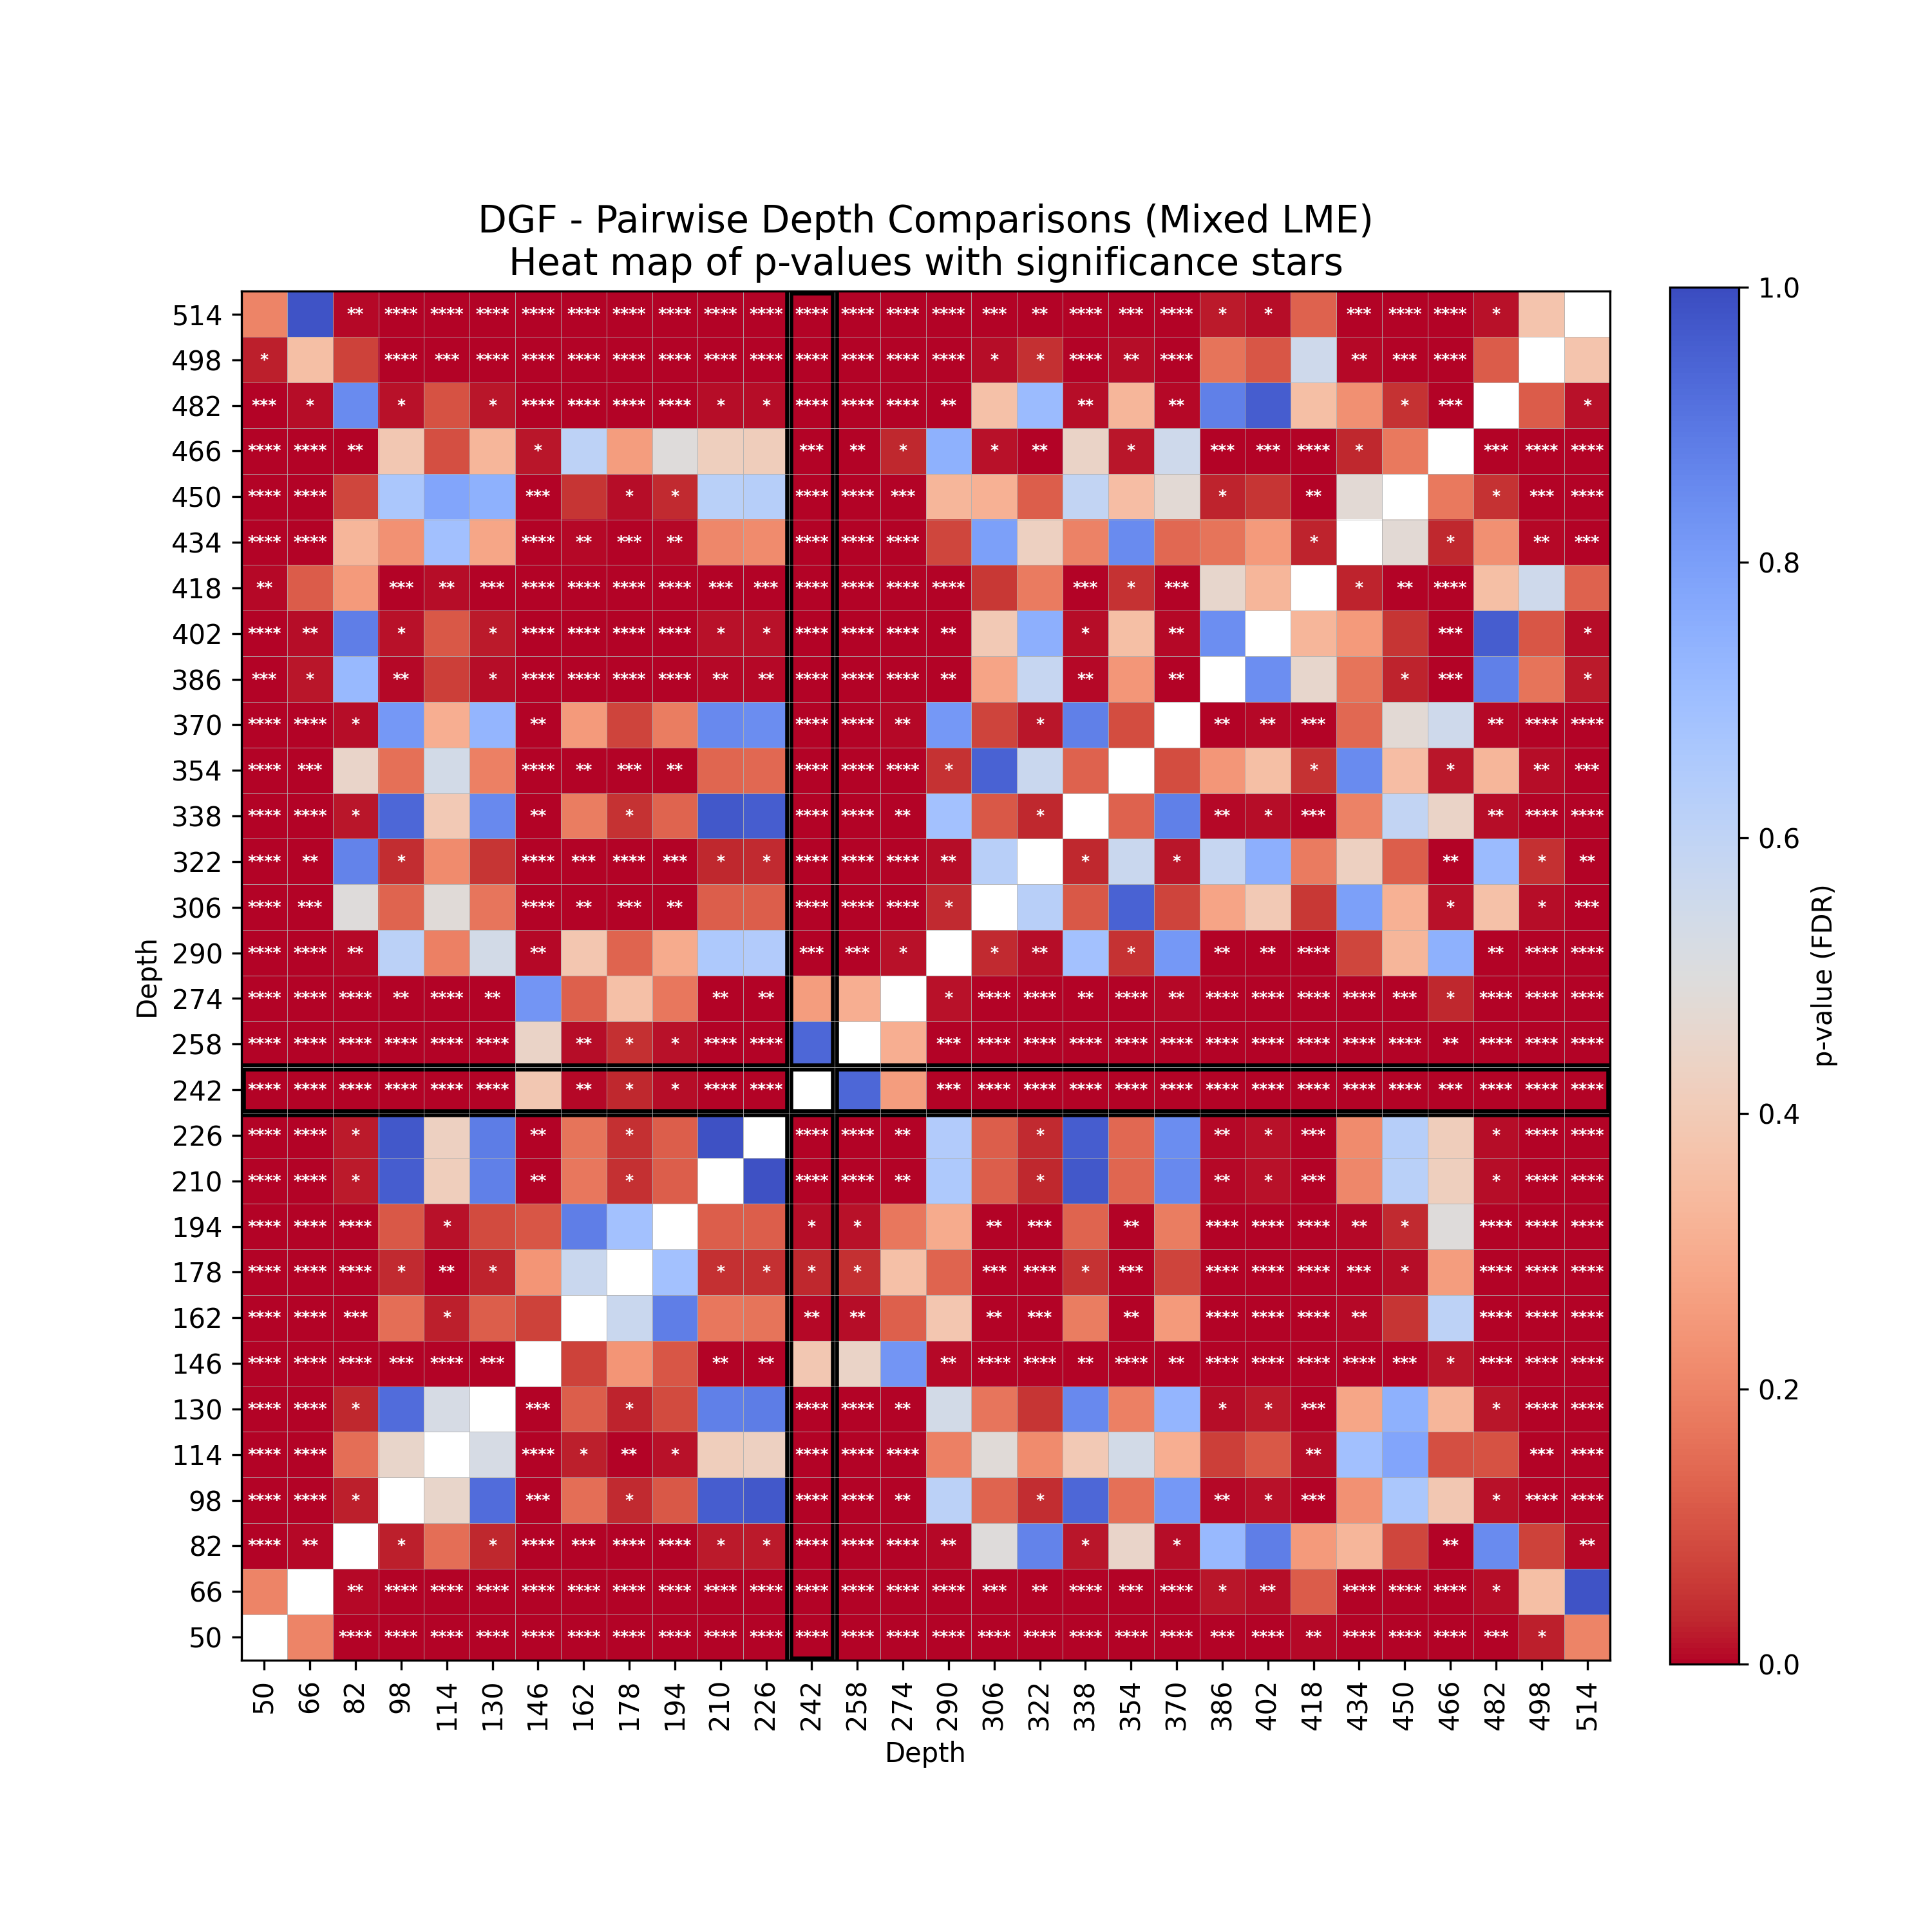 DGF - Pairwise Depth Comparisons (Mixed LME)
Heat map of p-values with significance stars
514 ** **** **** **** **** **** **** **** **** **** **** **** **** **** *** ** **** *** **** * * *** **** **** *
498 * **** *** **** **** **** **** **** **** **** **** **** **** **** * * **** ** **** ** *** ****
482 *** * * * **** **** **** **** * * **** **** **** ** ** ** * *** *
466 **** **** ** * *** ** * * ** * *** *** **** * *** **** ****
450 **** **** *** * * **** **** *** * ** * *** ****
434 **** **** **** ** *** ** **** **** **** * * ** ***
418 ** *** ** *** **** **** **** **** *** *** **** **** **** **** *** * *** * ** ****
402 **** ** * * **** **** **** **** * * **** **** **** ** * ** *** *
386 *** * ** * **** **** **** **** ** ** **** **** **** ** ** ** * *** *
370 **** **** * ** **** **** ** * ** ** *** ** **** ****
354 **** *** **** ** *** ** **** **** **** * * * ** ***
338 **** **** * ** * **** **** ** * ** * *** ** **** ****
322 **** ** * **** *** **** *** * * **** **** **** ** * * ** * **
306 **** *** **** ** *** ** **** **** **** * * * ***
290 **** **** ** ** *** *** * * ** * ** ** **** ** **** ****
274 **** **** **** ** **** ** ** ** * **** **** ** **** ** **** **** **** **** *** * **** **** ****
258 **** **** **** **** **** **** ** * * **** **** *** **** **** **** **** **** **** **** **** **** **** ** **** **** ****
242 **** **** **** **** **** **** ** * * **** **** *** **** **** **** **** **** **** **** **** **** **** *** **** **** ****
226 **** **** * ** * **** **** ** * ** * *** * **** ****
210 **** **** * ** * **** **** ** * ** * *** * **** ****
194 **** **** **** * * * ** *** ** **** **** **** ** * **** **** ****
178 **** **** **** * ** * * * * * *** **** * *** **** **** **** *** * **** **** ****
162 **** **** *** * ** ** ** *** ** **** **** **** ** **** **** ****
146 **** **** **** *** **** *** ** ** ** **** **** ** **** ** **** **** **** **** *** * **** **** ****
130 **** **** * *** * **** **** ** * * *** * **** ****
114 **** **** **** * ** * **** **** **** ** *** ****
98 **** **** * *** * **** **** ** * ** * *** * **** ****
82 **** ** * * **** *** **** **** * * **** **** **** ** * * ** **
66 ** **** **** **** **** **** **** **** **** **** **** **** **** **** *** ** **** *** **** * ** **** **** **** *
50 **** **** **** **** **** **** **** **** **** **** **** **** **** **** **** **** **** **** **** *** **** ** **** **** **** *** *
50 66 82 98 114 130 146 162 178 194 210 226 242 258 274 290 306 322 338 354 370 386 402 418 434 450 466 482 498 514
Depth
Depth
1.0
0.8
0.6
0.4
0.2
0.0
p-value (FDR)